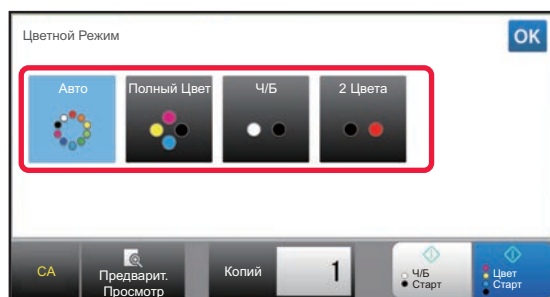 Цветной Режим
OK
Авто
Полный Цвет
Ч/Б
2 Цвета
CA
Предварит.
Просмотр
Копий
1
Ч/Б
Старт
Цвет
Старт